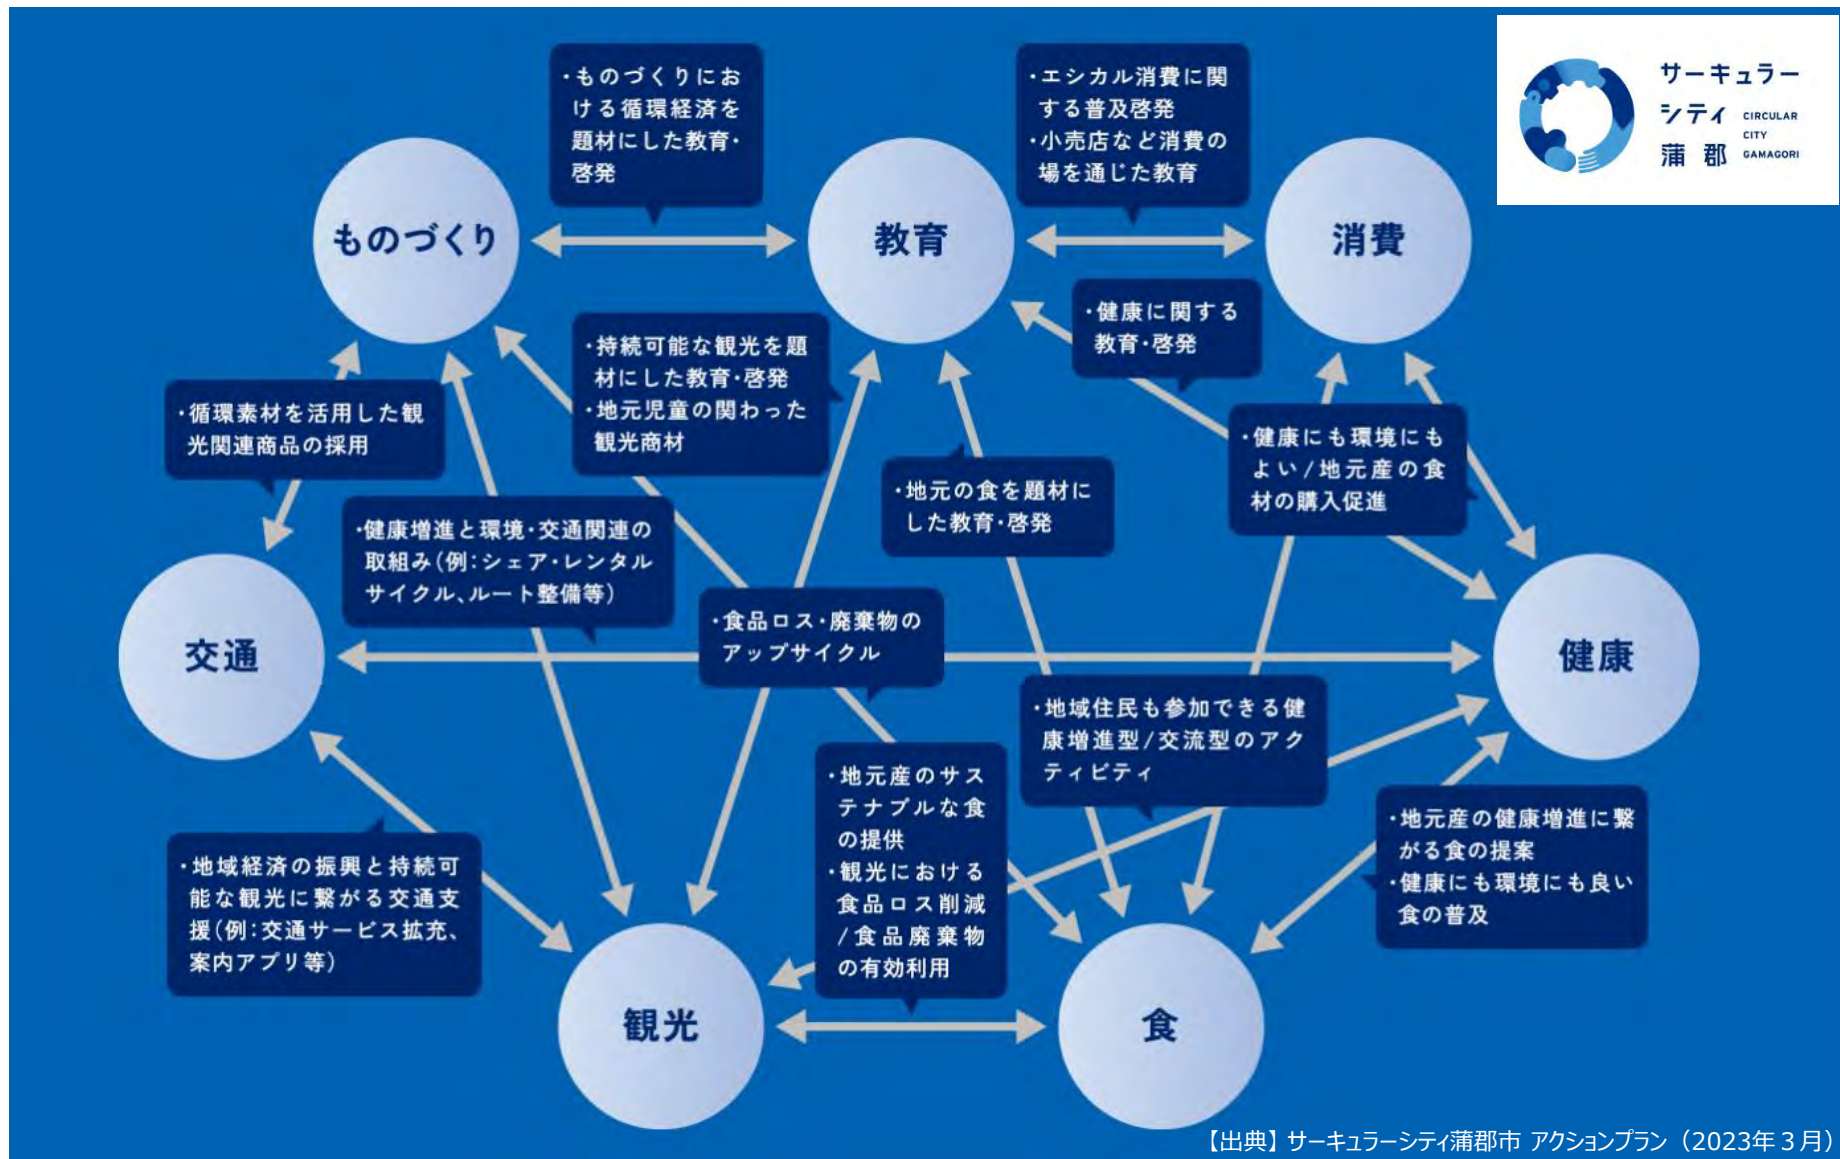 ・ものづくりにお
ける循環経済を
題材にした教育・
啓発
・エシカル消費に関
する普及啓発
・小売店など消費の
場を通じた教育
サーキュラー
シティ
蒲郡
CIRCULAR
CITY
GAMAGORI
ものづくり
教育
消費
・健康に関する
教育・啓発
・持続可能な観光を題
材にした教育・啓発
・地元児童の関わった
観光商材
・循環素材を活用した観
光関連商品の採用
・健康にも環境にも
よい/地元産の食
材の購入促進
・地元の食を題材に
した教育・啓発
・健康増進と環境・交通関連の
取組み(例:シェア・レンタル
サイクル、ルート整備等)
・食品ロス・廃棄物の
アップサイクル
交通
健康
・地域住民も参加できる健
康増進型/交流型のアク
ティビティ
・地元産のサス
テナブルな食
の提供
・観光における
食品ロス削減
/食品廃棄物
の有効利用
・地元産の健康増進に繋
がる食の提案
・健康にも環境にも良い
食の普及
・地域経済の振興と持続可
能な観光に繋がる交通支
援(例:交通サービス拡充、
案内アプリ等)
観光
食
【出典】サーキュラーシティ蒲郡市 アクションプラン（2023年３月）